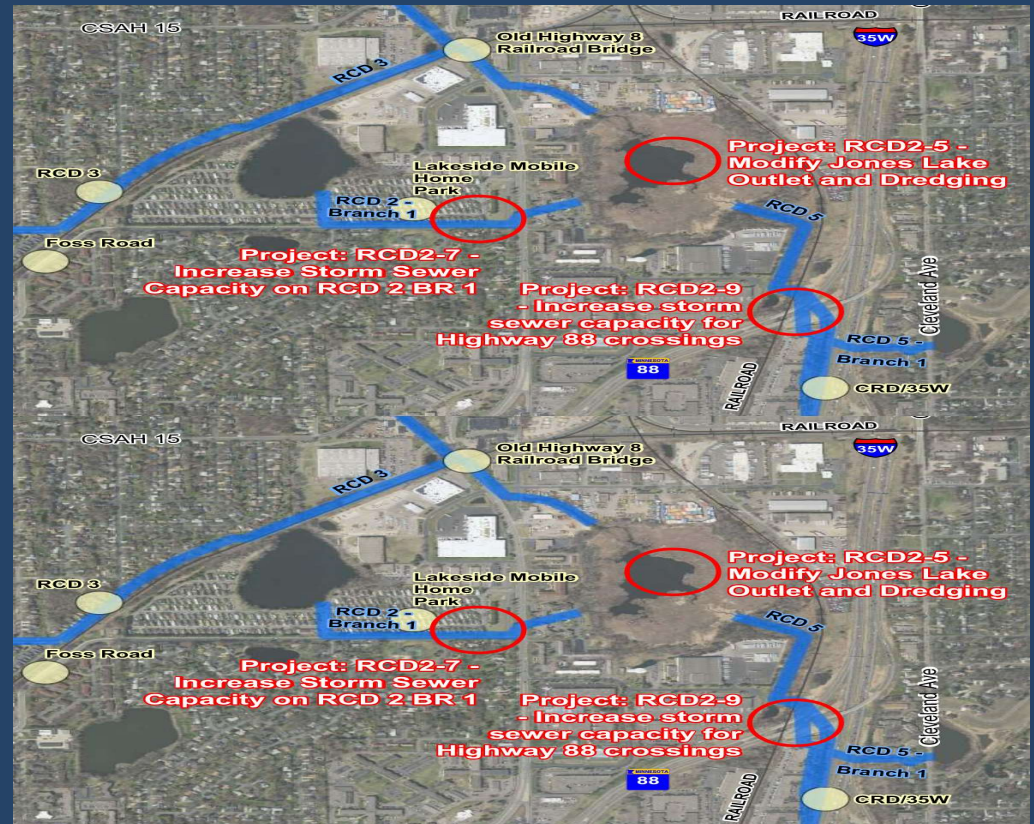 CSAH 15
RAILROAD
35W
Old Highway 8
Railroad Bridge
RCD 3
RCD 3
Lakeside Mobile
Home
Park
Project: RCD2-5 -
Modify Jones Lake
Outlet and Dredging
RCD 2 -
Branch 1
RCD 5
Foss Road
Project: RCD2-7 -
Increase Storm Sewer
Capacity on RCD 2 BR 1
Project: RCD2-9
- Increase storm
sewer capacity for
Highway 88 crossings
Cleveland Ave
RCD 5 -
Branch 1
MINNESOTA
88
RAILROAD
CRD/35W
CSAH 15
RAILROAD
35W
Old Highway 8
Railroad Bridge
RCD 3
RCD 3
Lakeside Mobile
Home
Park
Project: RCD2-5 -
Modify Jones Lake
Outlet and Dredging
RCD 2 -
Branch 1
RCD 5
Foss Road
Project: RCD2-7 -
Increase Storm Sewer
Capacity on RCD 2 BR 1
Project: RCD2-9
- Increase storm
sewer capacity for
Highway 88 crossings
Cleveland Ave
RCD 5 -
Branch 1
MINNESOTA
88
RAILROAD
CRD/35W